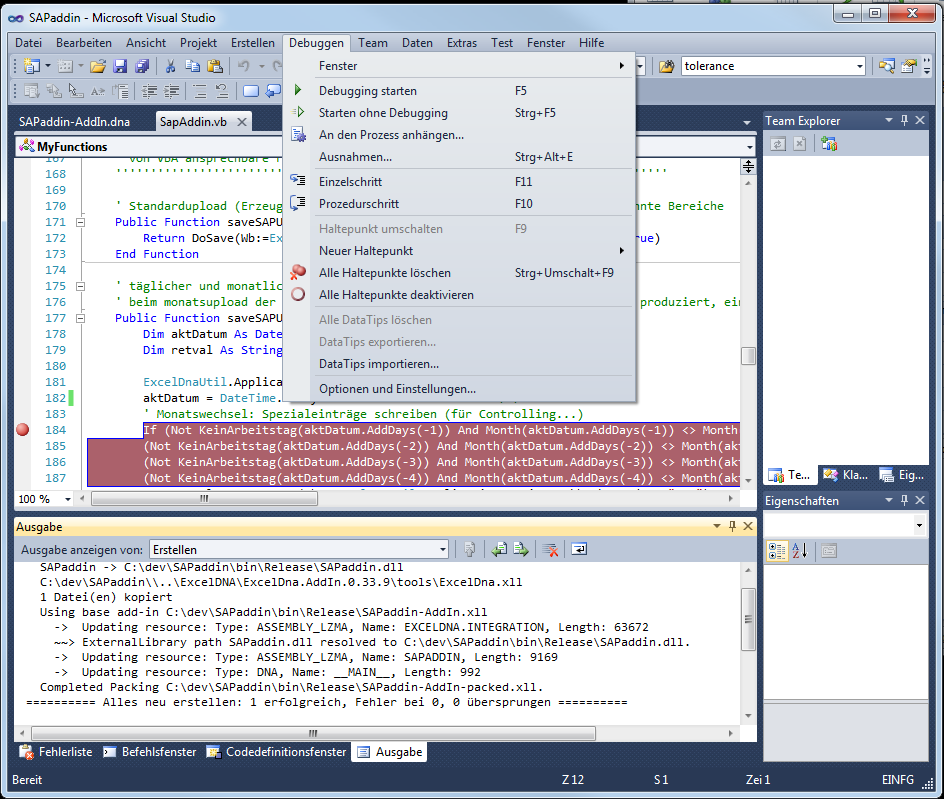 SAPaddin - Microsoft Visual Studio
Datei Bearbeiten Ansicht Projekt Erstellen Debuggen Team Daten Extras Test Fenster Hilfe
tolerance
Fenster
Debugging starten F5
Starten ohne Debugging Strg+F5
An den Prozess anhängen...
Ausnahmen... Strg+Alt+E
Einzelschritt F11
Prozedurschritt F10
Haltepunkt umschalten F9
Neuer Haltepunkt
Alle Haltepunkte löschen Strg+Umschalt+F9
Alle Haltepunkte deaktivieren
Alle DataTips löschen
DataTips exportieren...
DataTips importieren...
Optionen und Einstellungen...
SAPaddin-AddIn.dna SapAddin.vb
MyFunctions
167 ' von VBA ansprechbare
168 ''''''''''''''''''''''''
169
170 ' Standardupload (Erzeug nnte Bereiche
171 Public Function saveSAPU
172 Return DoSave(Wb:=Ex rue)
173 End Function
174
175 ' täglicher und monatlic
176 ' beim monatsupload der produziert, ei
177 Public Function saveSAPU
178 Dim aktDatum As Date
179 Dim retval As String
180
181 ExcelDnaUtil.Applica
182 aktDatum = DateTime.
183 ' Monatswechsel: Spezialeinträge schreiben (für Controlling...)
184 If (Not KeinArbeitstag(aktDatum.AddDays(-1)) And Month(aktDatum.AddDays(-1)) <> Month
185 (Not KeinArbeitstag(aktDatum.AddDays(-2)) And Month(aktDatum.AddDays(-2)) <> Month(akt
186 (Not KeinArbeitstag(aktDatum.AddDays(-3)) And Month(aktDatum.AddDays(-3)) <> Month(akt
187 (Not KeinArbeitstag(aktDatum.AddDays(-4)) And Month(aktDatum.AddDays(-4)) <> Month(akt
100 %
Team Explorer
Te... Kla... Eig...
Eigenschaften
Ausgabe
Ausgabe anzeigen von: Erstellen
SAPaddin -> C:\dev\SAPaddin\bin\Release\SAPaddin.dll
C:\dev\SAPaddin\\..\ExcelDNA\ExcelDna.AddIn.0.33.9\tools\ExcelDna.xll
1 Datei(en) kopiert
Using base add-in C:\dev\SAPaddin\bin\Release\SAPaddin-AddIn.xll
-> Updating resource: Type: ASSEMBLY_LZMA, Name: EXCELDNA.INTEGRATION, Length: 63672
~~> ExternalLibrary path SAPaddin.dll resolved to C:\dev\SAPaddin\bin\Release\SAPaddin.dll.
-> Updating resource: Type: ASSEMBLY_LZMA, Name: SAPADDIN, Length: 9169
-> Updating resource: Type: DNA, Name: __MAIN__, Length: 992
Completed Packing C:\dev\SAPaddin\bin\Release\SAPaddin-AddIn-packed.xll.
========== Alles neu erstellen: 1 erfolgreich, Fehler bei 0, 0 übersprungen ==========
Fehlerliste Befehlsfenster Codedefinitionsfenster Ausgabe
Bereit Z 12 S 1 Zei 1 EINFG